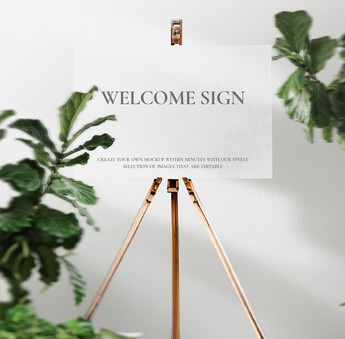 WELCOME SIGN
CREATE YOUR OWN MOCKUP WITHIN MINUTES WITH OUR FINEST
SELECTION OF IMAGES THAT ARE EDITABLE